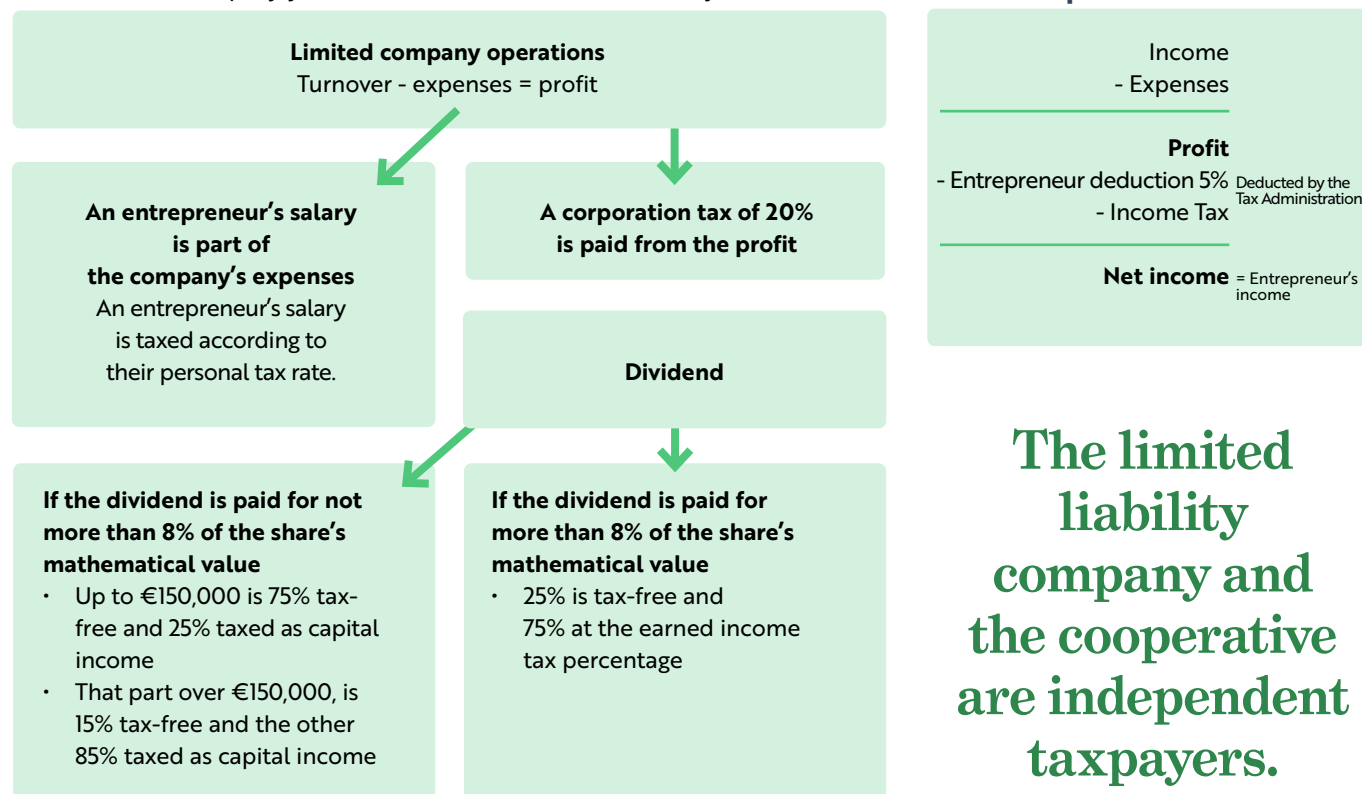 Limited company operations
Turnover - expenses = profit
An entrepreneur's salary
is part of
the company's expenses
An entrepreneur's salary
is taxed according to
their personal tax rate.
A corporation tax of 20%
is paid from the profit
Dividend
If the dividend is paid for not
more than 8% of the share's
mathematical value
• Up to €150,000 is 75% tax-
free and 25% taxed as capital
income
• That part over €150,000, is
15% tax-free and the other
85% taxed as capital income
If the dividend is paid for
more than 8% of the share's
mathematical value
• 25% is tax-free and
75% at the earned income
tax percentage
Income
- Expenses
Profit
- Entrepreneur deduction 5% Deducted by the
Tax Administration
- Income Tax
Net income = Entrepreneur's
income
The limited
liability
company and
the cooperative
are independent
taxpayers.